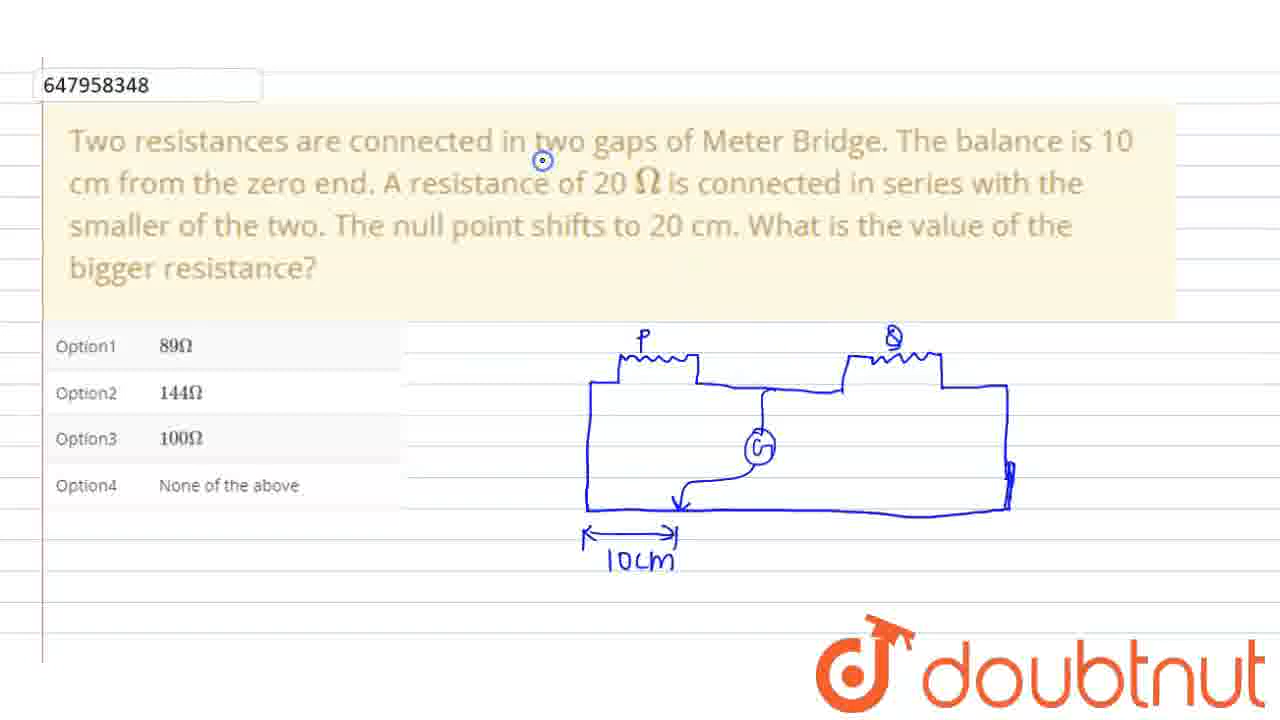 647958348
Two resistances are connected in two gaps of Meter Bridge. The balance is 10
cm from the zero end. A resistance of 20 Ω is connected in series with the
smaller of the two. The null point shifts to 20 cm. What is the value of the
bigger resistance?
Option1 89Ω
Option2 144Ω
Option3 100Ω
Option4 None of the above
P
Q
G
10cm
doubtnut